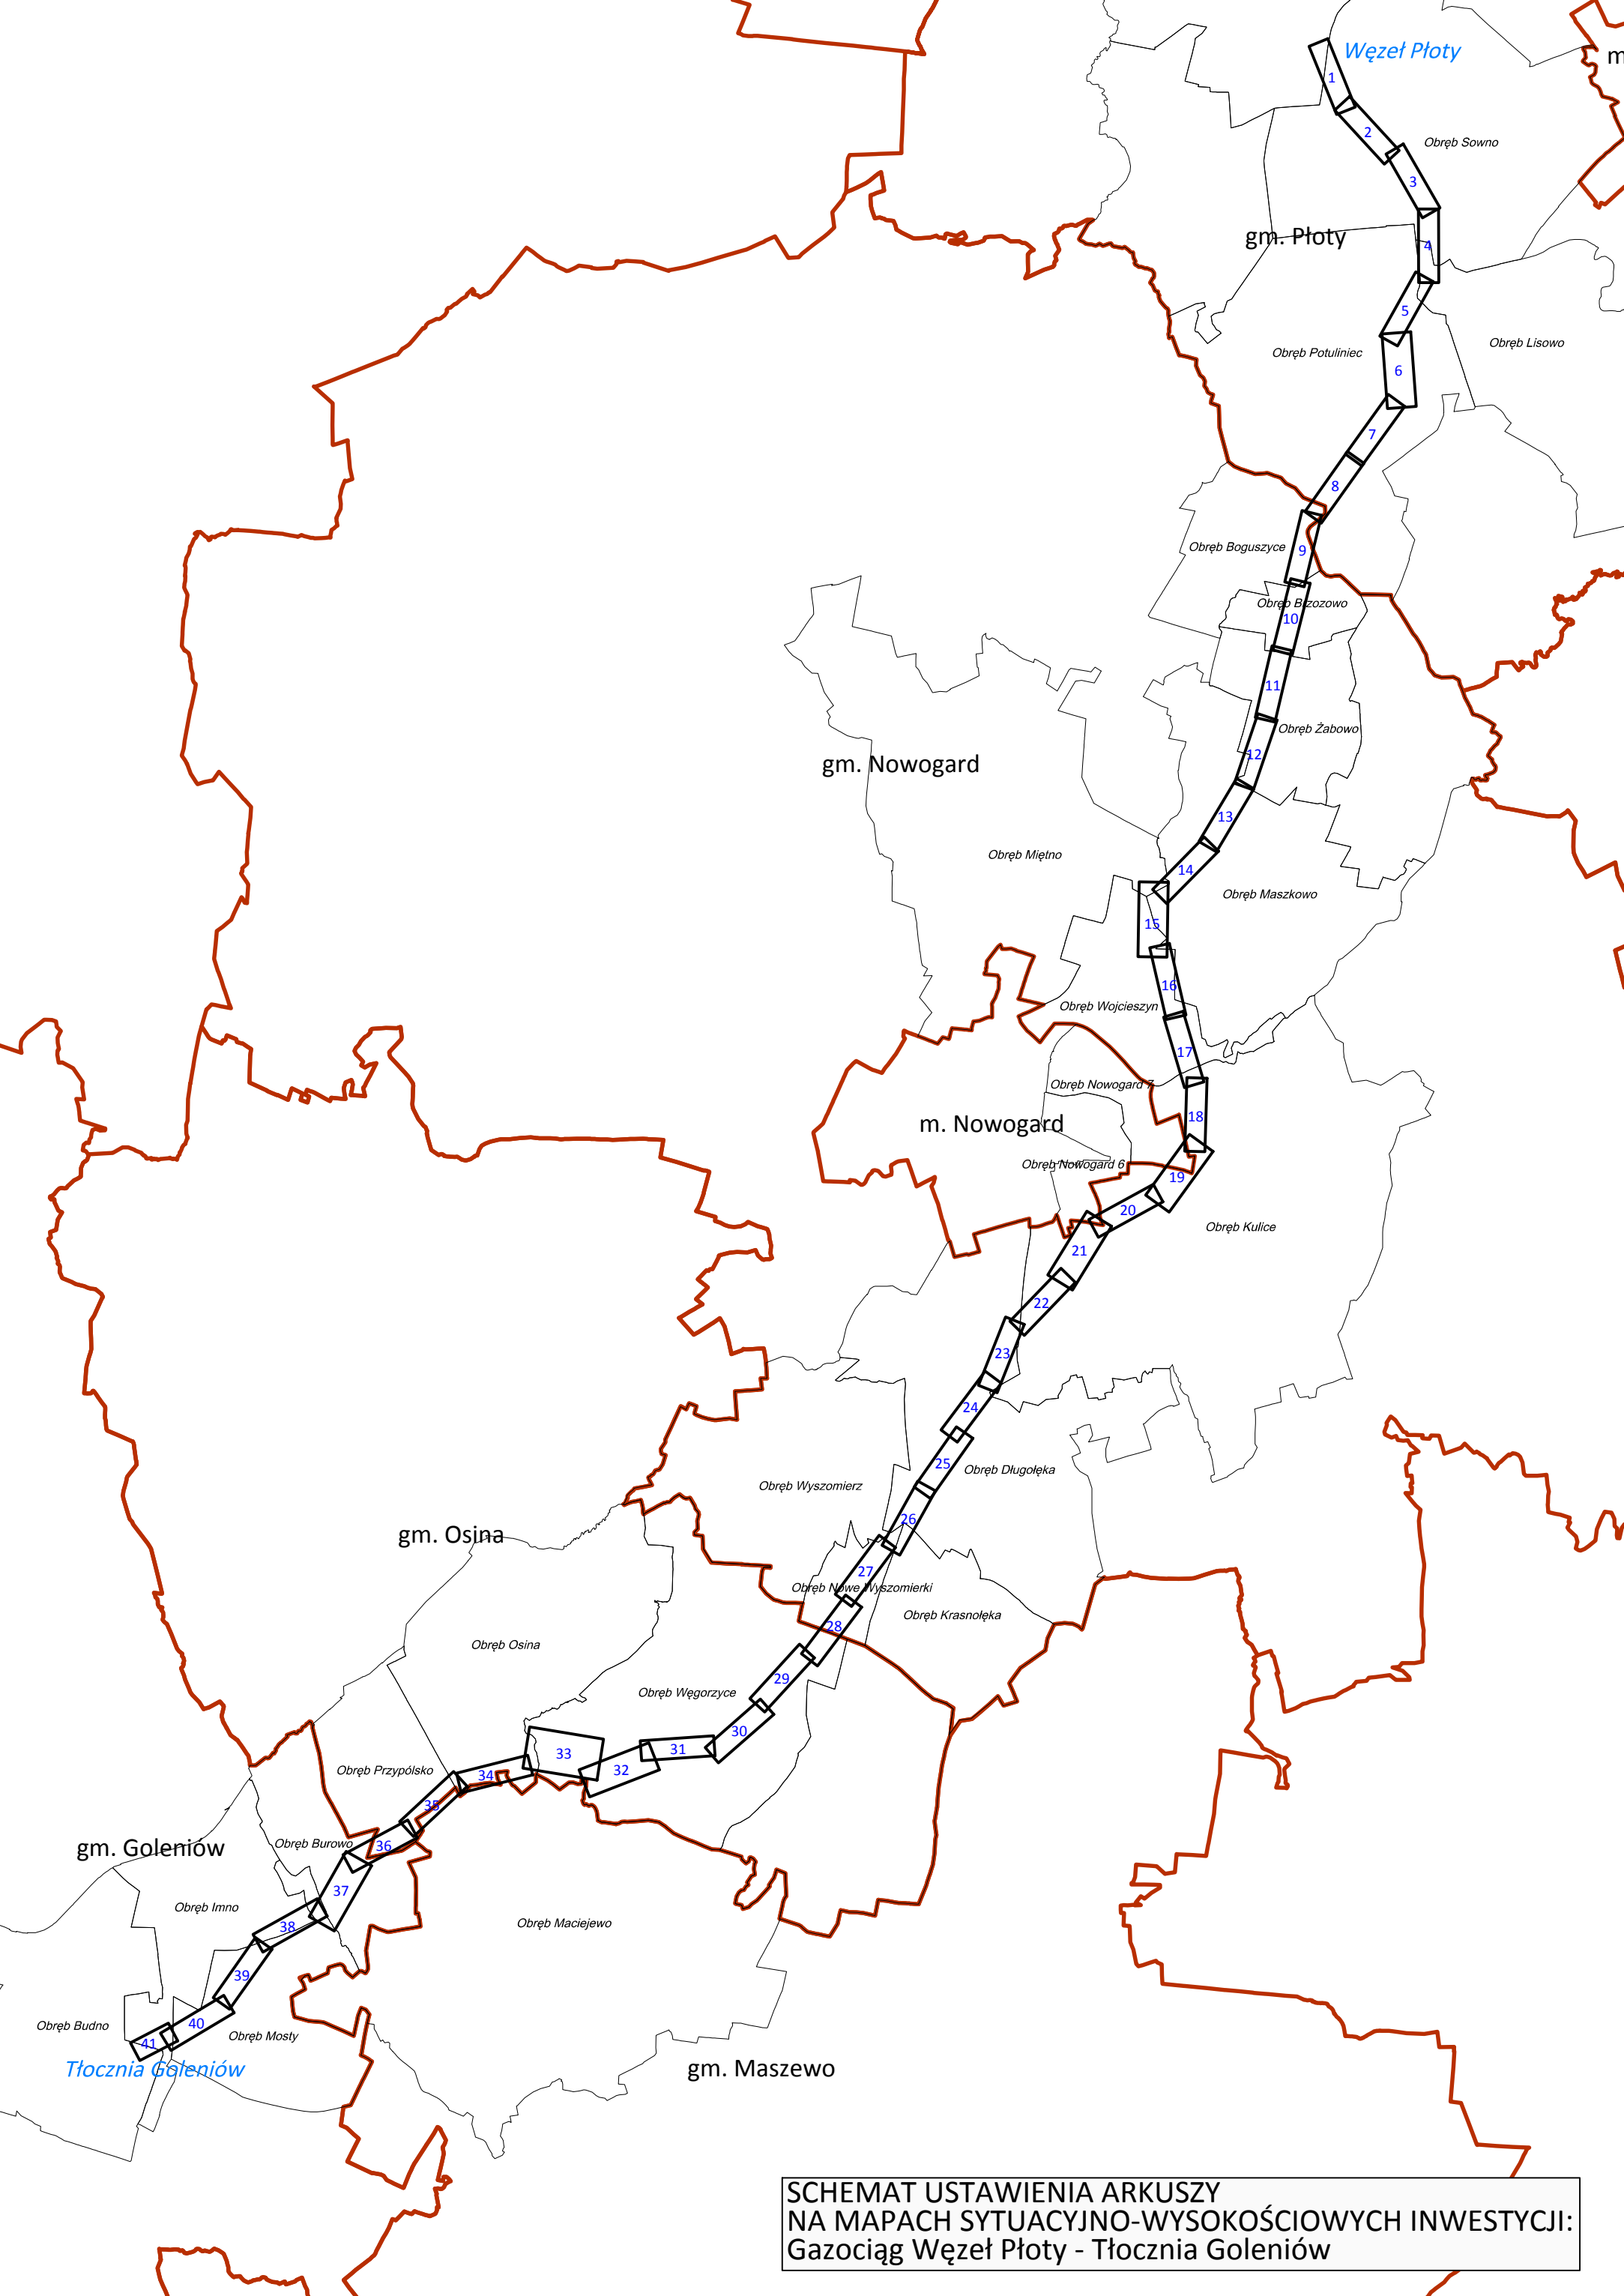 Węzeł Płoty
m
1
2
Obręb Sowno
3
gm. Płoty
4
5
Obręb Lisowo
Obręb Potuliniec
6
7
8
Obręb Boguszyce
9
Obręb Brzozowo
10
11
Obręb Żabowo
12
gm. Nowogard
13
Obręb Miętno
14
Obręb Maszkowo
15
16
Obręb Wojcieszyn
17
Obręb Nowogard 7
18
m. Nowogard
Obręb Nowogard 6
19
20
Obręb Kulice
21
22
23
24
25
Obręb Długołęka
Obręb Wyszomierz
26
gm. Osina
27
Obręb Nowe Wyszomierki
Obręb Krasnołęka
28
Obręb Osina
29
Obręb Węgorzyce
30
31
33
32
Obręb Przypólsko
34
35
gm. Goleniów
Obręb Burowo
36
37
Obręb Imno
38
Obręb Maciejewo
39
Obręb Budno
40
Obręb Mosty
41
Tłocznia Goleniów
gm. Maszewo
SCHEMAT USTAWIENIA ARKUSZY
NA MAPACH SYTUACYJNO-WYSOKOŚCIOWYCH INWESTYCJI:
Gazociąg Węzeł Płoty - Tłocznia Goleniów